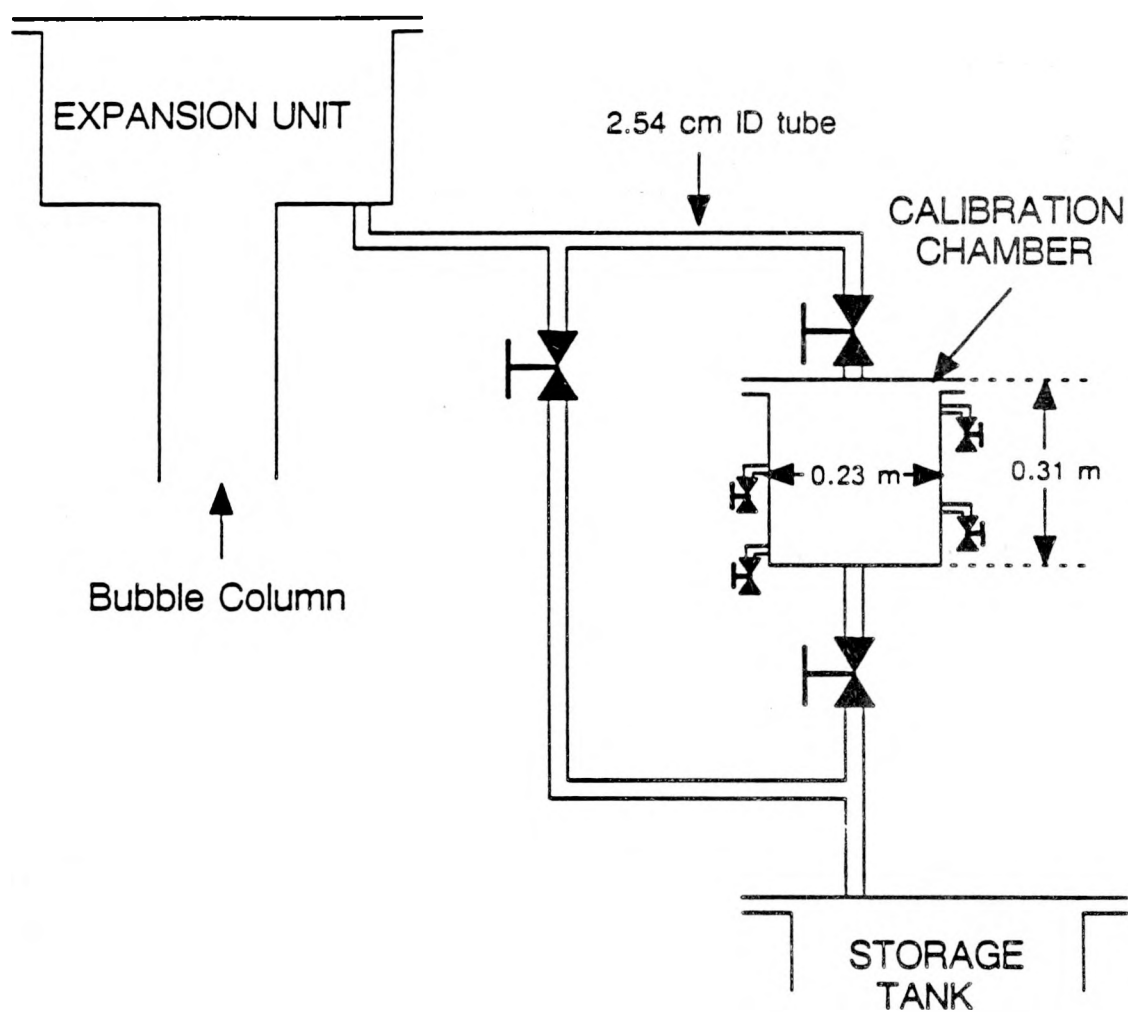 EXPANSION UNIT
2.54 cm ID tube
CALIBRATION
CHAMBER
0.23 m
0.31 m
Bubble Column
STORAGE
TANK